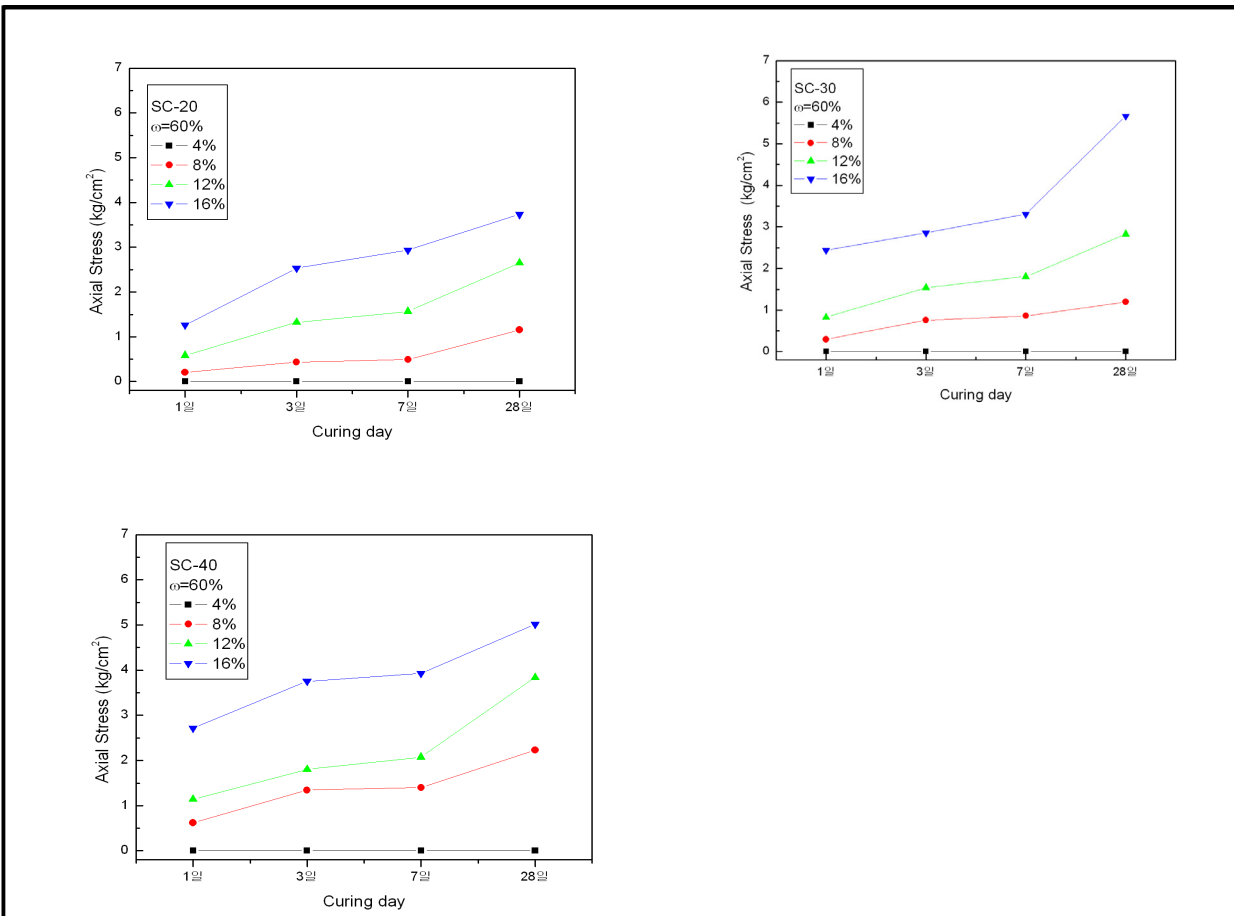 7
6
5
4
3
2
1
0
Axial Stress (kg/cm²)
SC-20
ω=60%
4%
8%
12%
16%
1일 3일 7일 28일
Curing day
7
6
5
4
3
2
1
0
Axial Stress (kg/cm²)
SC-30
ω=60%
4%
8%
12%
16%
1일 3일 7일 28일
Curing day
7
6
5
4
3
2
1
0
Axial Stress (kg/cm²)
SC-40
ω=60%
4%
8%
12%
16%
1일 3일 7일 28일
Curing day